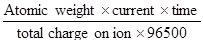 Atomic weight × current × time
total charge on ion × 96500